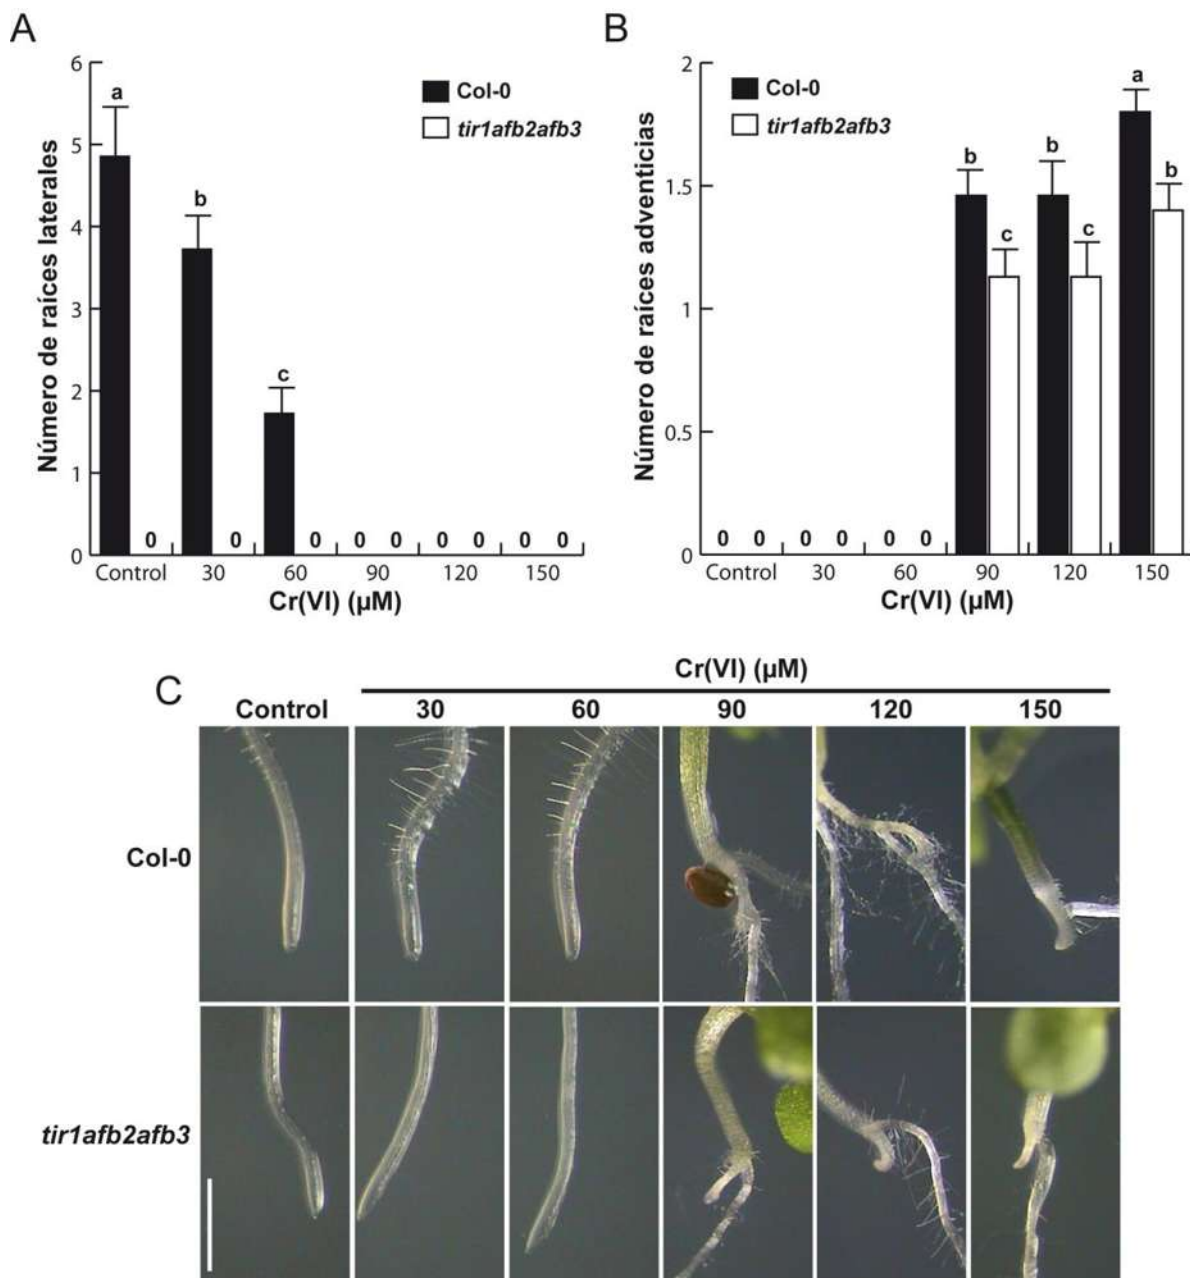 A
Número de raíces laterales
6
5
4
3
2
1
0
a
b
c
Col-0
tir1afb2afb3
0 0 0 0 0 0 0 0 0
Control 30 60 90 120 150
Cr(VI) (µM)
B
Número de raíces adventicias
2
1.5
1
0.5
0
Col-0
tir1afb2afb3
b c b c a b
0 0 0 0 0 0
Control 30 60 90 120 150
Cr(VI) (µM)
C
Cr(VI) (µM)
Control 30 60 90 120 150
Col-0
tir1afb2afb3